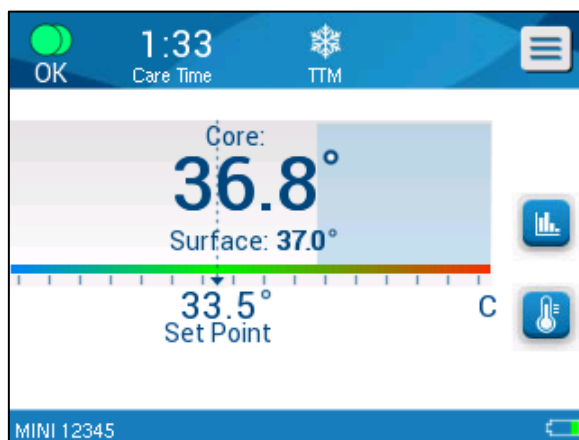 1:33
OK
Care Time
TTM
Core:
36.8°
Surface: 37.0°
33.5°
C
Set Point
MINI 12345